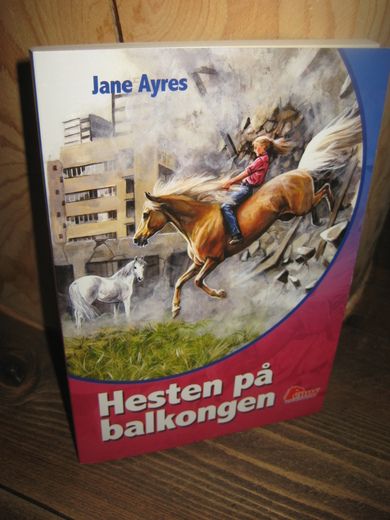 Jane Ayres
Hesten på
balkongen